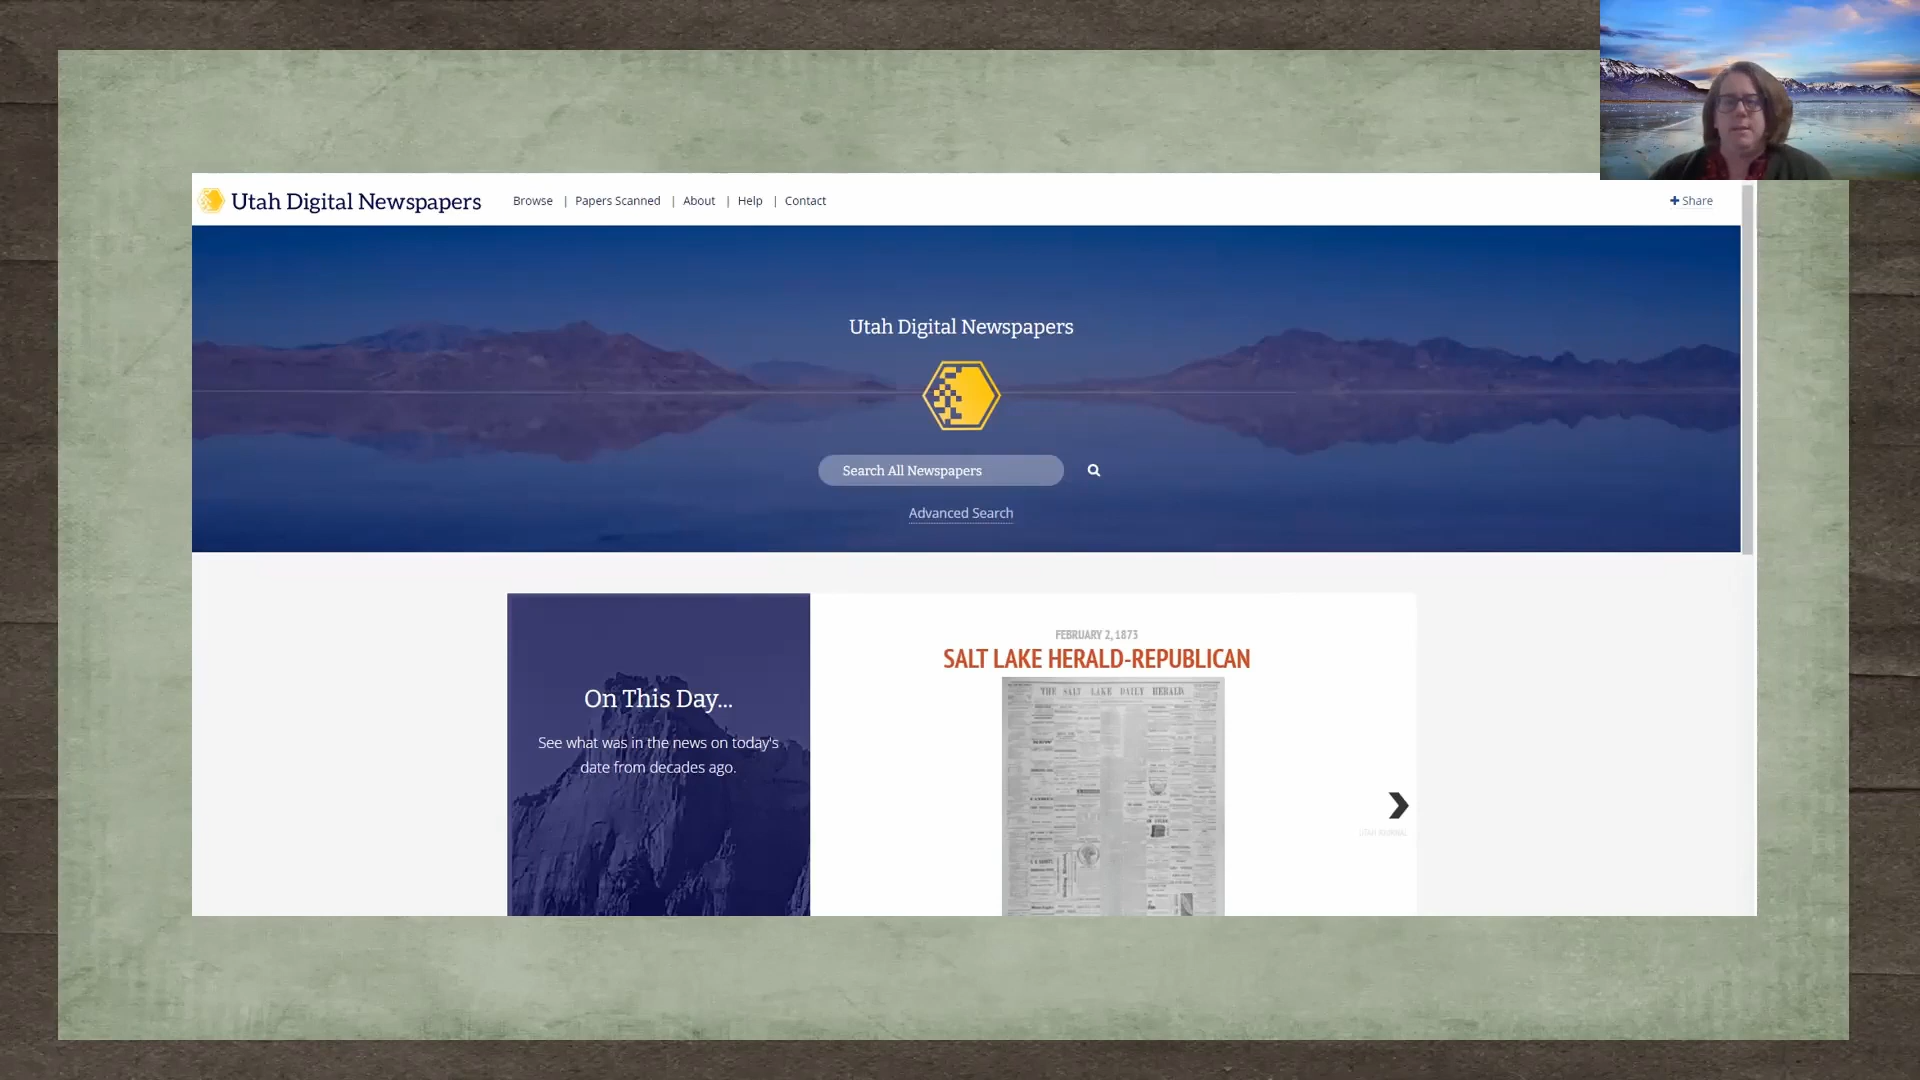 Utah Digital Newspapers
Browse | Papers Scanned | About | Help | Contact
Share
Utah Digital Newspapers
Search All Newspapers
Advanced Search
On This Day...
See what was in the news on today's
date from decades ago.
FEBRUARY 2, 1873
SALT LAKE HERALD-REPUBLICAN
THE SALT LAKE DAILY HERALD.
UTAH JOURNAL